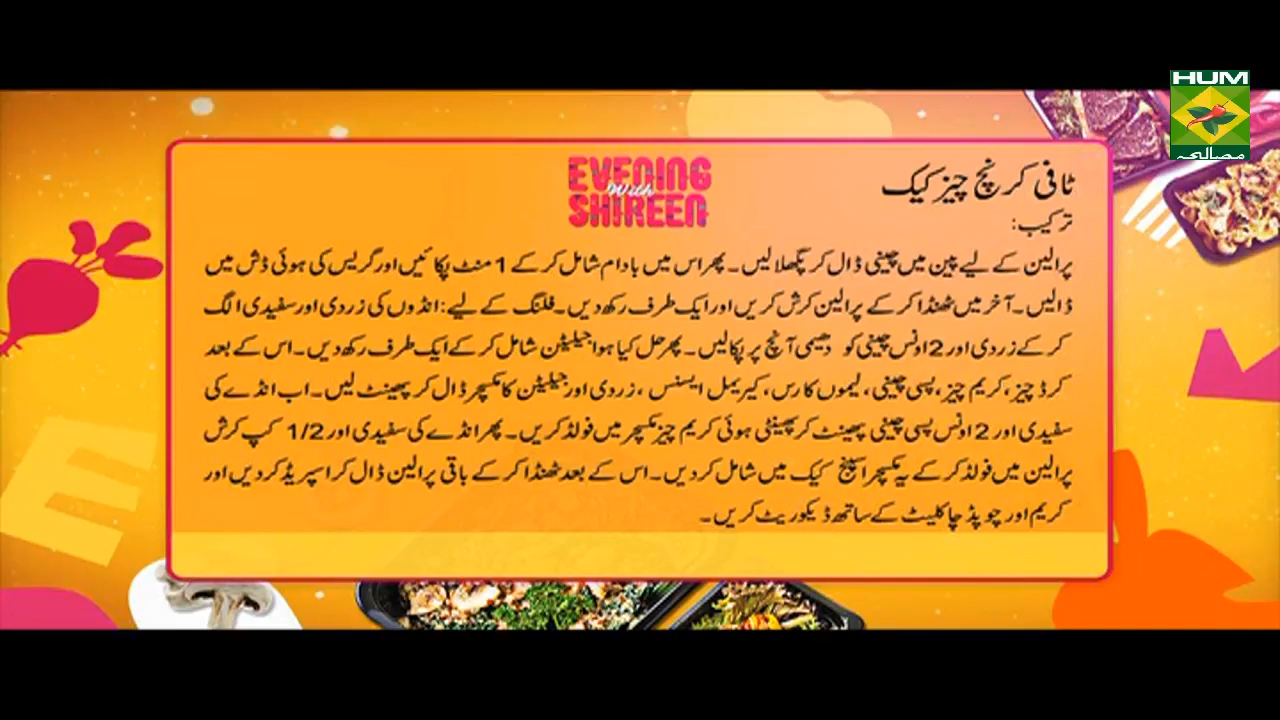 HUM
مصالحہ
EVENING
With
SHIREEN
ٹافی کرنچ چیز کیک
ترکیب:
پرالین کے لیے پین میں چینی ڈال کر پگھلا لیں۔ پھر اس میں بادام شامل کر کے 1 منٹ پکائیں اور گریس کی ہوئی ڈش میں
ڈالیں۔ آخر میں ٹھنڈا کر کے پرالین کرش کریں اور ایک طرف رکھ دیں۔ فلنگ کے لیے: انڈوں کی زردی اور سفیدی الگ
کر کے زردی اور 2 اونس چینی کو دھیمی آنچ پر پکالیں۔ پھر حل کیا ہوا جیلیٹن شامل کر کے ایک طرف رکھ دیں۔ اس کے بعد
کرڈ چیز، کریم چیز، پسی چینی، لیموں کا رس، کیریمل ایسنس، زردی اور جیلیٹن کا مکسچر ڈال کر پھینٹ لیں۔ اب انڈے کی
سفیدی اور 2 اونس پسی چینی پھینٹ کر پھینٹی ہوئی کریم چیز مکسچر میں فولڈ کریں۔ پھر انڈے کی سفیدی اور 1/2 کپ کرش
پرالین میں فولڈ کر کے یہ مکسچر اسپنج کیک میں شامل کر دیں۔ اس کے بعد ٹھنڈا کر کے باقی پرالین ڈال کر اسپریڈ کر دیں اور
کریم اور چوپڈ چاکلیٹ کے ساتھ ڈیکوریٹ کریں۔